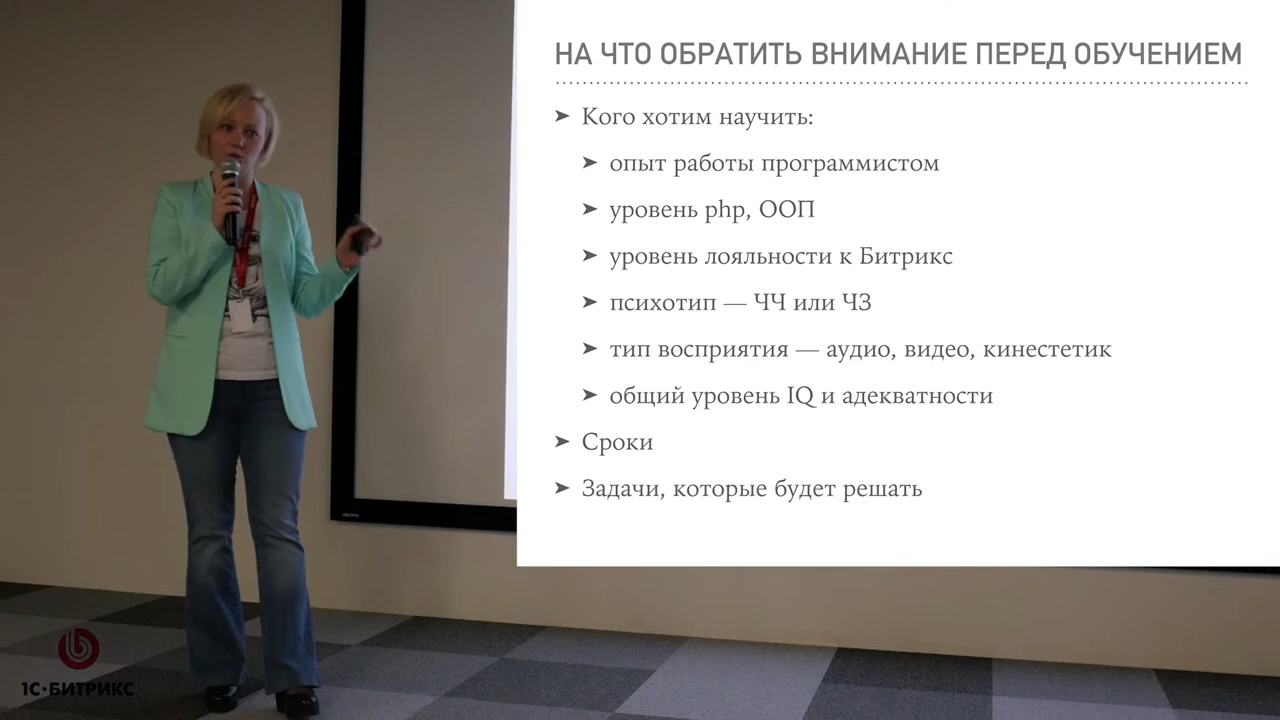 НА ЧТО ОБРАТИТЬ ВНИМАНИЕ ПЕРЕД ОБУЧЕНИЕМ
➤ Кого хотим научить:
➤ опыт работы программистом
➤ уровень php, ООП
➤ уровень лояльности к Битрикс
➤ психотип — ЧЧ или ЧЗ
➤ тип восприятия — аудио, видео, кинестетик
➤ общий уровень IQ и адекватности
➤ Сроки
➤ Задачи, которые будет решать
1С·БИТРИКС